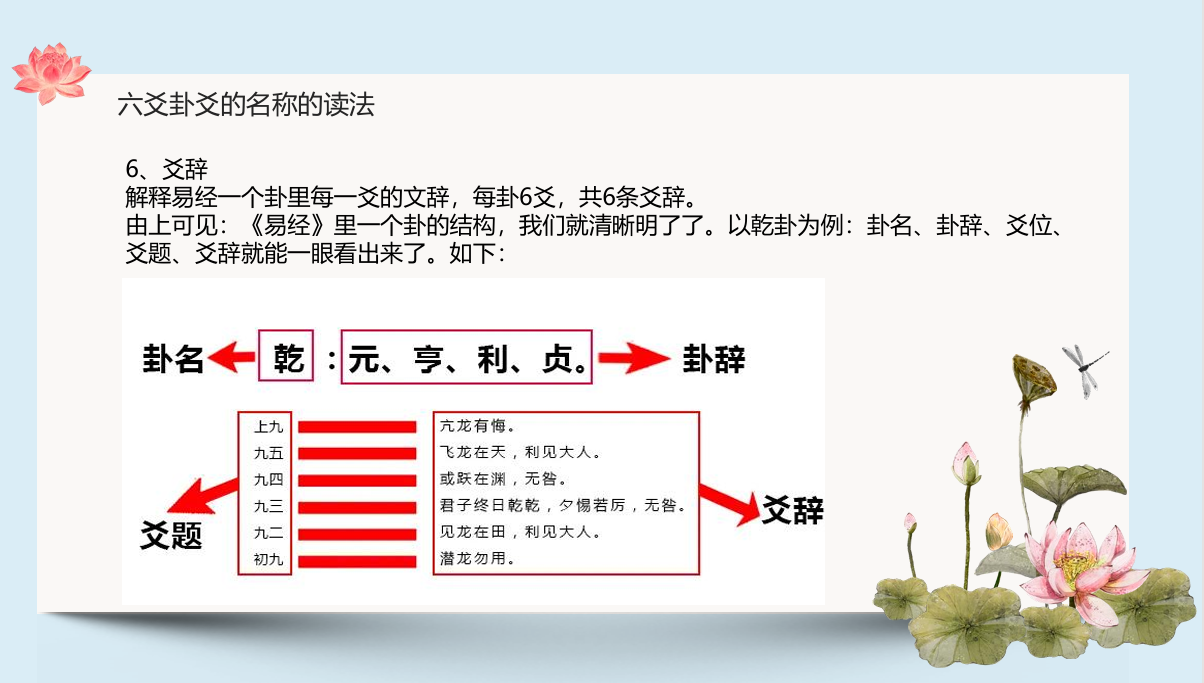 六爻卦爻的名称的读法
6、爻辞
解释易经一个卦里每一爻的文辞，每卦6爻，共6条爻辞。
由上可见：《易经》里一个卦的结构，我们就清晰明了了。以乾卦为例：卦名、卦辞、爻位、
爻题、爻辞就能一眼看出来了。如下：
卦名 乾 ：元、亨、利、贞。 卦辞
上九 亢龙有悔。
九五 飞龙在天，利见大人。
九四 或跃在渊，无咎。
九三 君子终日乾乾，夕惕若厉，无咎。
九二 见龙在田，利见大人。
初九 潜龙勿用。
爻题
爻辞